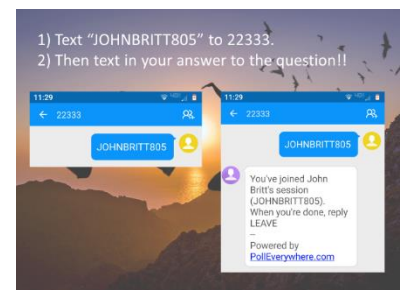 1) Text “JOHNBRITT805” to 22333.
2) Then text in your answer to the question!!
11:29
22333
JOHNBRITT805
11:29
22333
JOHNBRITT805
You've joined John
Britt's session
(JOHNBRITT805).
When you're done, reply
LEAVE
--
Powered by
PollEverywhere.com